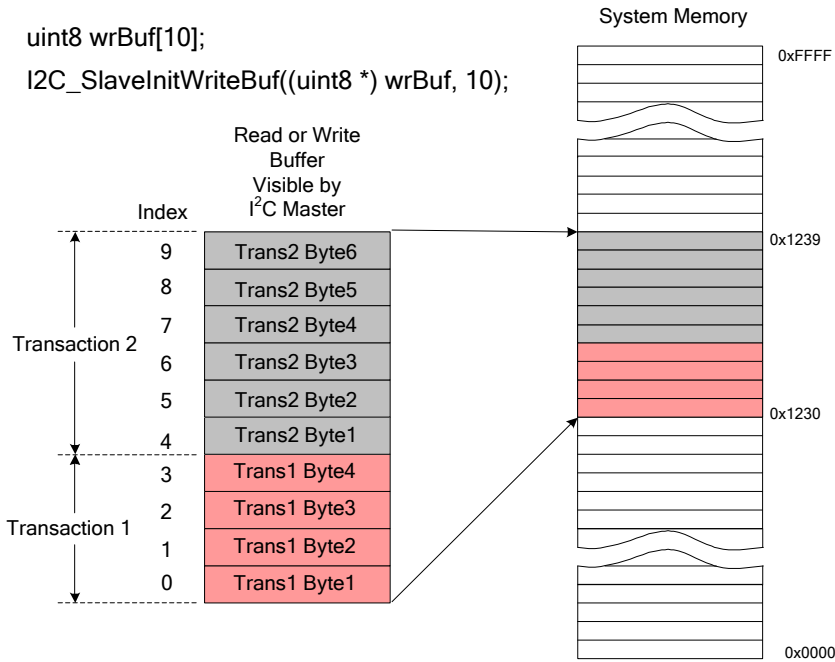 uint8 wrBuf[10];
I2C_SlaveInitWriteBuf((uint8 *) wrBuf, 10);
System Memory
0xFFFF
Read or Write
Buffer
Visible by
I²C Master
Index
9 Trans2 Byte6
0x1239
8 Trans2 Byte5
7 Trans2 Byte4
Transaction 2
6 Trans2 Byte3
5 Trans2 Byte2
0x1230
4 Trans2 Byte1
3 Trans1 Byte4
2 Trans1 Byte3
Transaction 1
1 Trans1 Byte2
0 Trans1 Byte1
0x0000